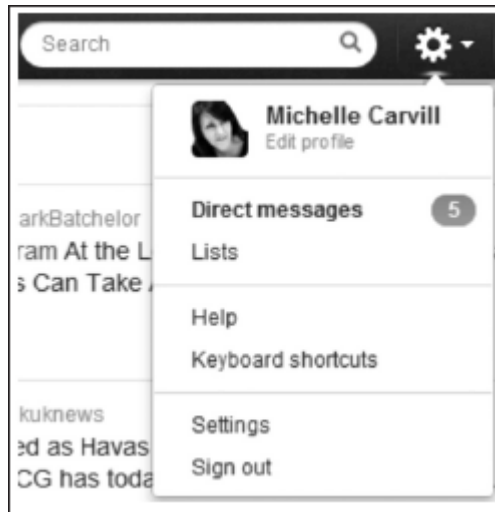 Search
Michelle Carvill
Edit profile
arkBatchelor
Direct messages 5
ram At the L
Lists
s Can Take
Help
Keyboard shortcuts
kuknews
Settings
ed as Havas
Sign out
CG has toda